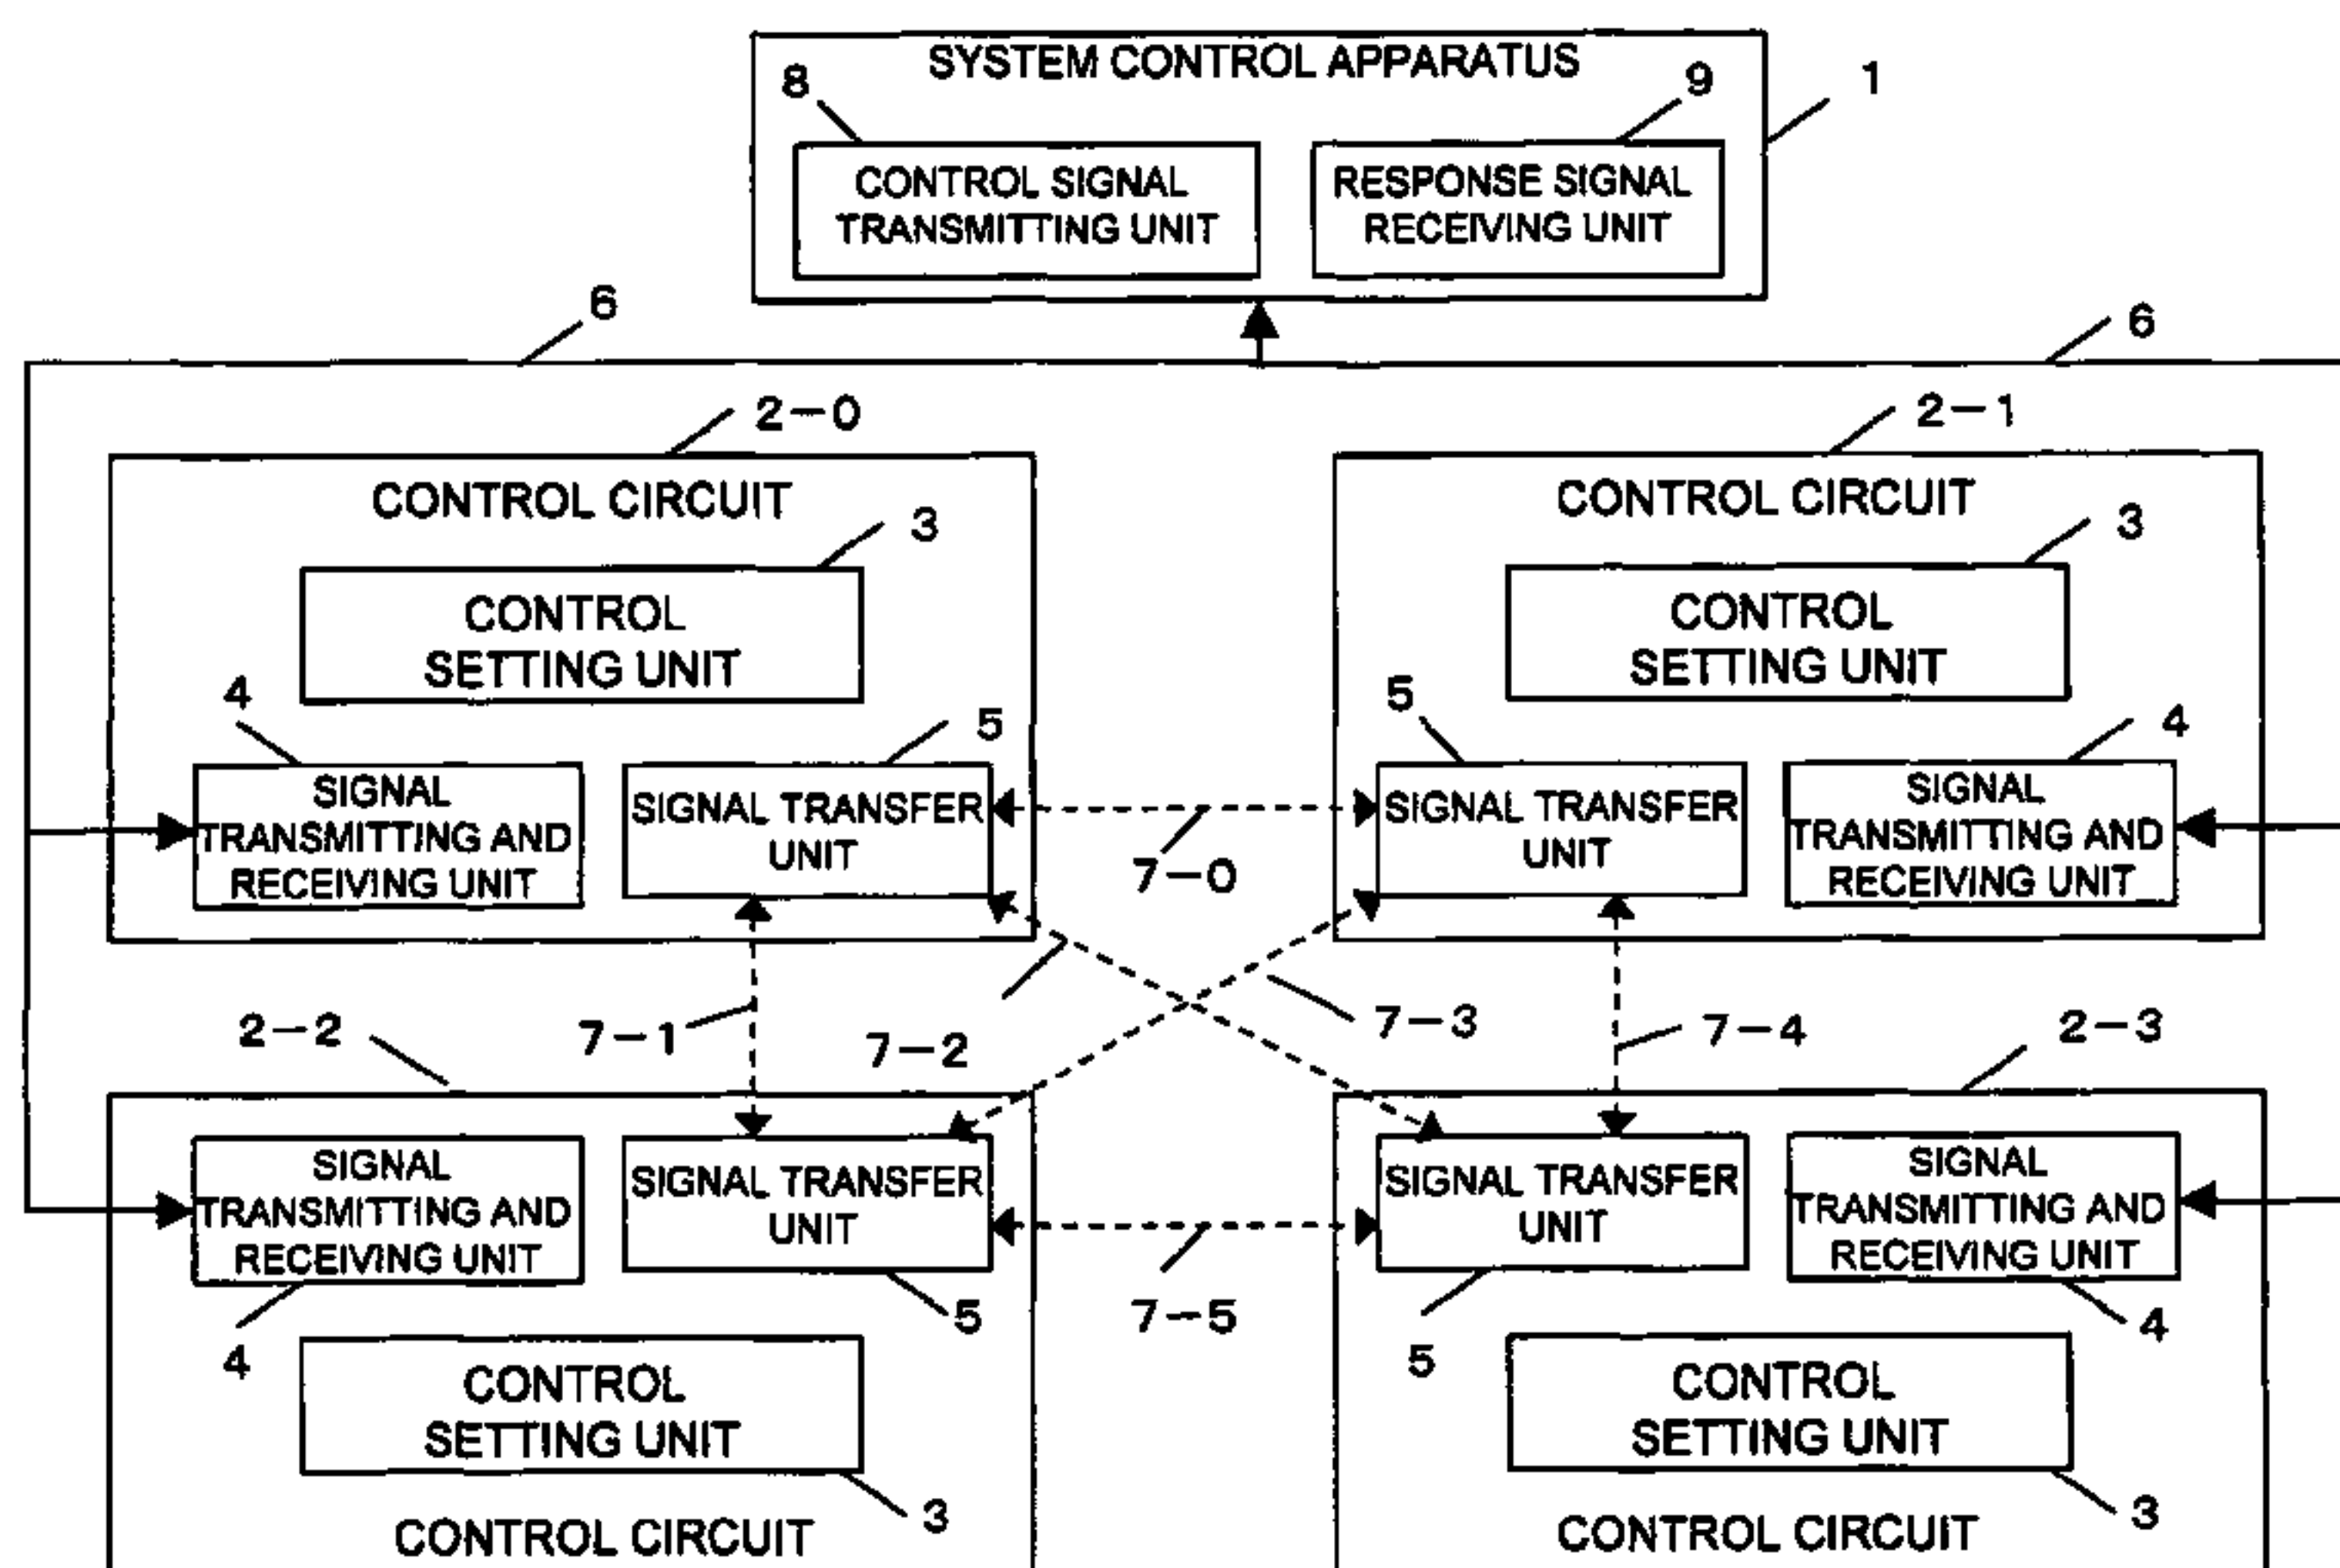 SYSTEM CONTROL APPARATUS
8
9
1
CONTROL SIGNAL
TRANSMITTING UNIT
RESPONSE SIGNAL
RECEIVING UNIT
6
6
2-0
2-1
CONTROL CIRCUIT
3
CONTROL
SETTING UNIT
4
5
SIGNAL
TRANSMITTING AND
RECEIVING UNIT
SIGNAL TRANSFER
UNIT
CONTROL CIRCUIT
3
CONTROL
SETTING UNIT
5
4
SIGNAL TRANSFER
UNIT
SIGNAL
TRANSMITTING AND
RECEIVING UNIT
7-0
7-1
7-2
7-3
7-4
2-2
2-3
SIGNAL
TRANSMITTING AND
RECEIVING UNIT
SIGNAL TRANSFER
UNIT
4
5
CONTROL
SETTING UNIT
3
CONTROL CIRCUIT
7-5
SIGNAL TRANSFER
UNIT
SIGNAL
TRANSMITTING AND
RECEIVING UNIT
5
4
CONTROL
SETTING UNIT
3
CONTROL CIRCUIT